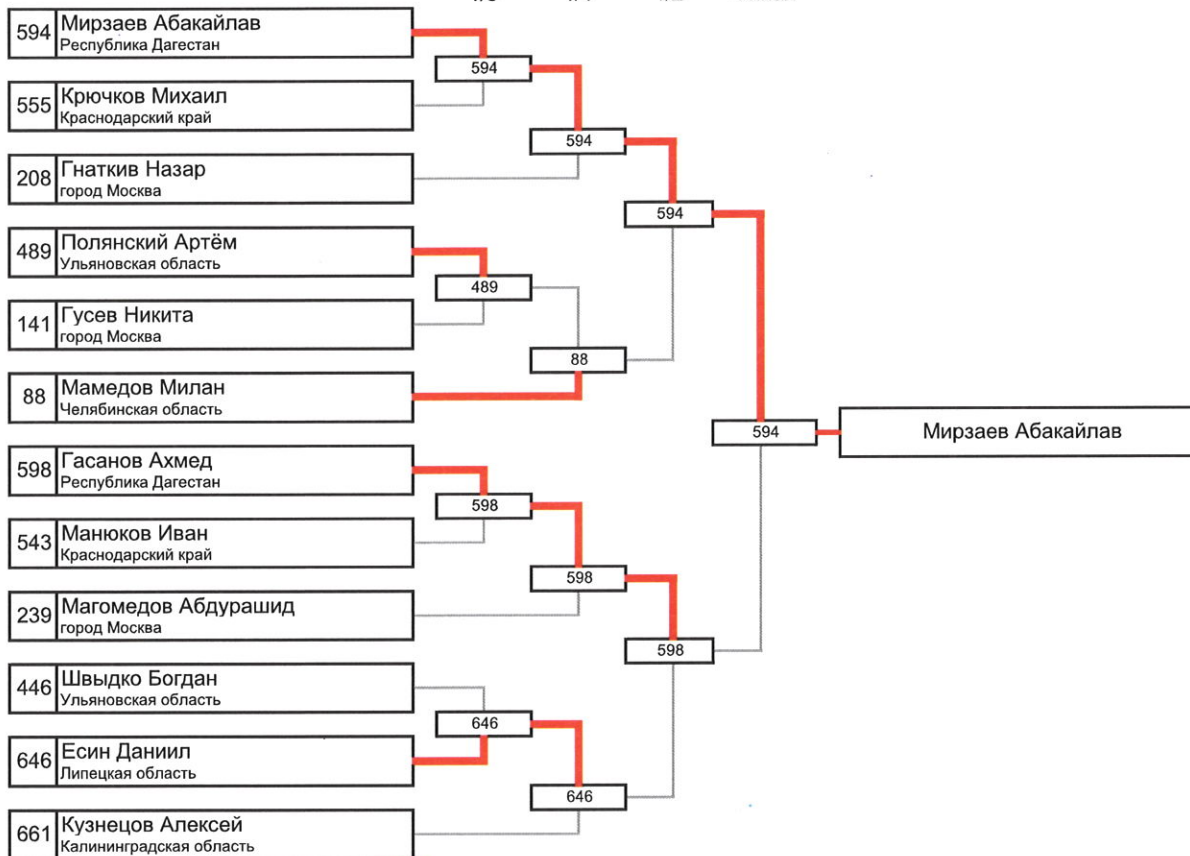 594 Мирзаев Абакайлав
Республика Дагестан
594
555 Крючков Михаил
Краснодарский край
594
208 Гнаткив Назар
город Москва
594
489 Полянский Артём
Ульяновская область
489
141 Гусев Никита
город Москва
88
88 Мамедов Милан
Челябинская область
594 Мирзаев Абакайлав
598 Гасанов Ахмед
Республика Дагестан
598
543 Манюков Иван
Краснодарский край
598
239 Магомедов Абдурашид
город Москва
598
446 Швыдко Богдан
Ульяновская область
646
646 Есин Даниил
Липецкая область
646
661 Кузнецов Алексей
Калининградская область